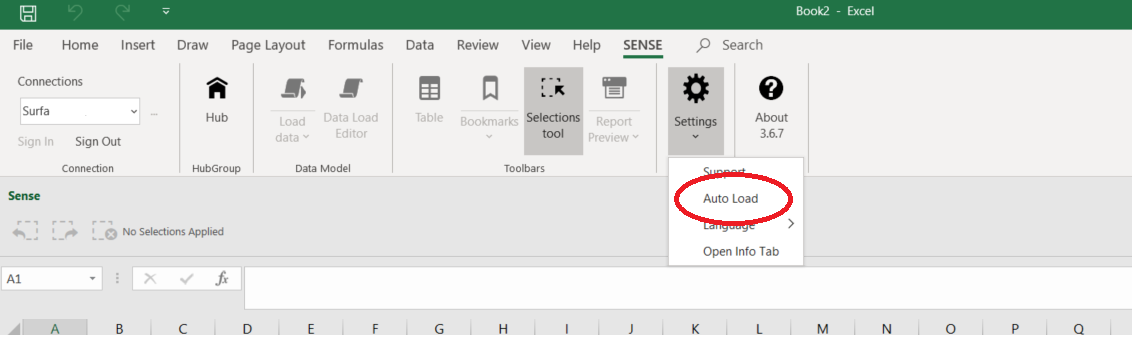 Book2 - Excel
File Home Insert Draw Page Layout Formulas Data Review View Help SENSE Search
Connections
Surfa
...
Sign In Sign Out
Connection
Hub
HubGroup
Load data
Data Load Editor
Data Model
Table
Bookmarks
Selections tool
Report Preview
Toolbars
Settings
About 3.6.7
Support
Auto Load
Language
Open Info Tab
Sense
No Selections Applied
A1
fx
A B C D E F G H I J K L M N O P Q